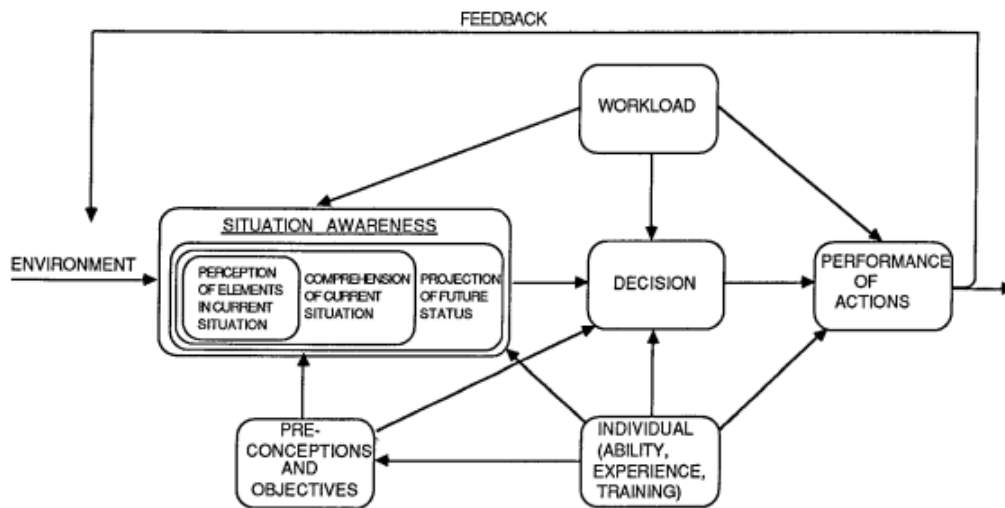 FEEDBACK
WORKLOAD
SITUATION AWARENESS
ENVIRONMENT
PERCEPTION
OF ELEMENTS
IN CURRENT
SITUATION
COMPREHENSION
OF CURRENT
SITUATION
PROJECTION
OF FUTURE
STATUS
DECISION
PERFORMANCE
OF
ACTIONS
PRE-
CONCEPTIONS
AND
OBJECTIVES
INDIVIDUAL
(ABILITY,
EXPERIENCE,
TRAINING)